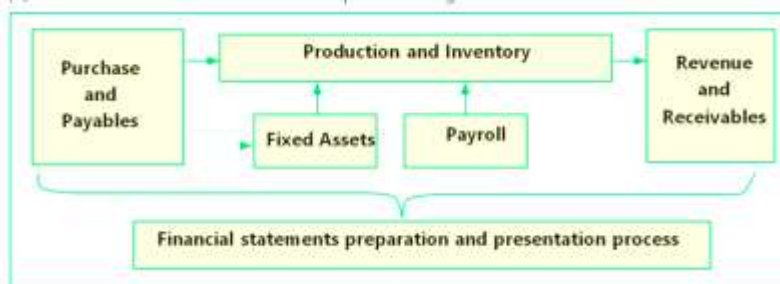 Purchase
and
Payables
Production and Inventory
Revenue
and
Receivables
Fixed Assets
Payroll
Financial statements preparation and presentation process